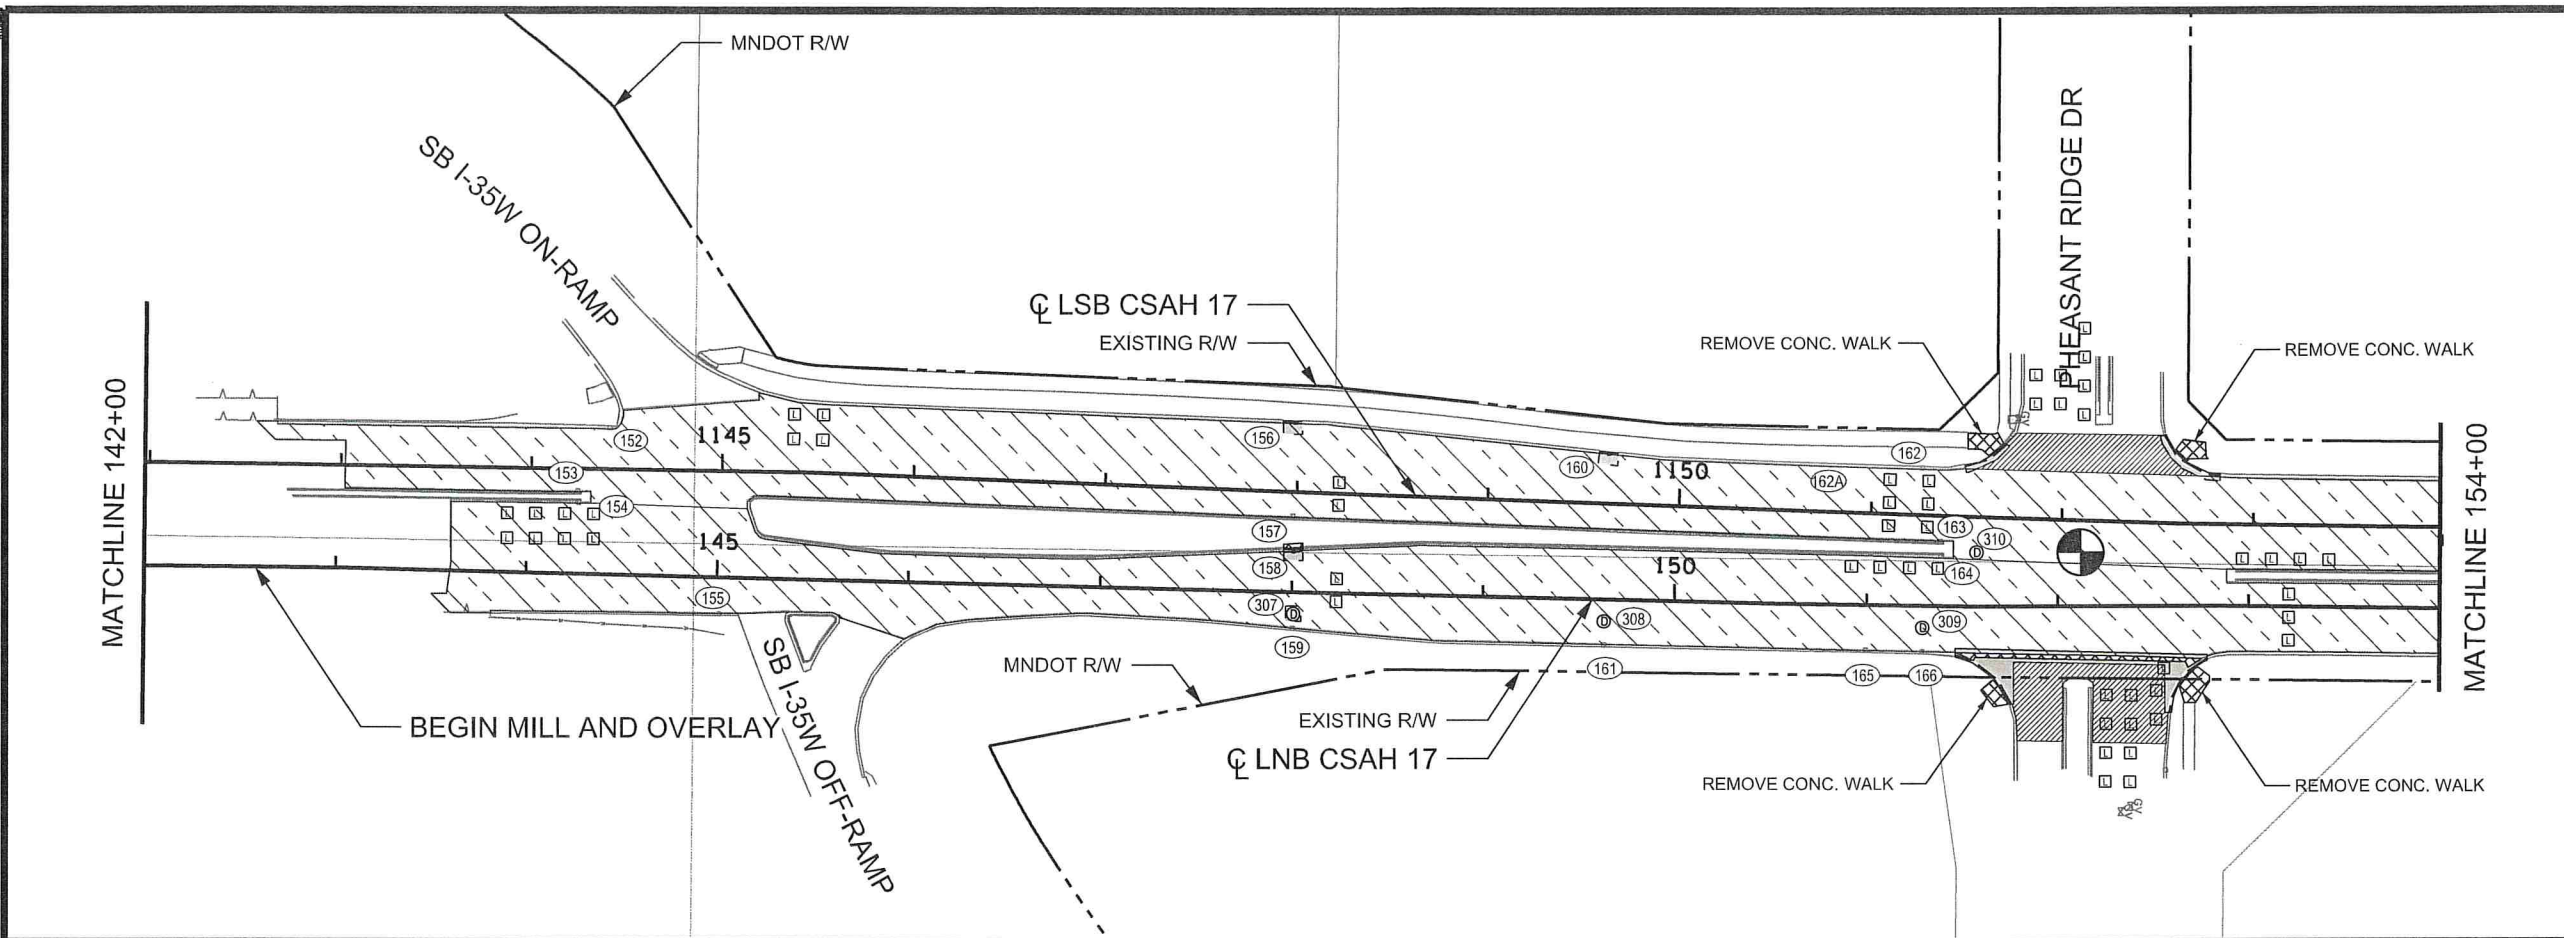 MNDOT R/W
SB I-35W ON-RAMP
PHEASANT RIDGE DR
℄ LSB CSAH 17
EXISTING R/W
REMOVE CONC. WALK
REMOVE CONC. WALK
MATCHLINE 142+00
MATCHLINE 154+00
152
1145
156
153
160
1150
162
162A
154
157
163
310
145
158
150
164
155
307
308
309
159
161
165
166
MNDOT R/W
SB I-35W OFF-RAMP
EXISTING R/W
BEGIN MILL AND OVERLAY
℄ LNB CSAH 17
REMOVE CONC. WALK
REMOVE CONC. WALK